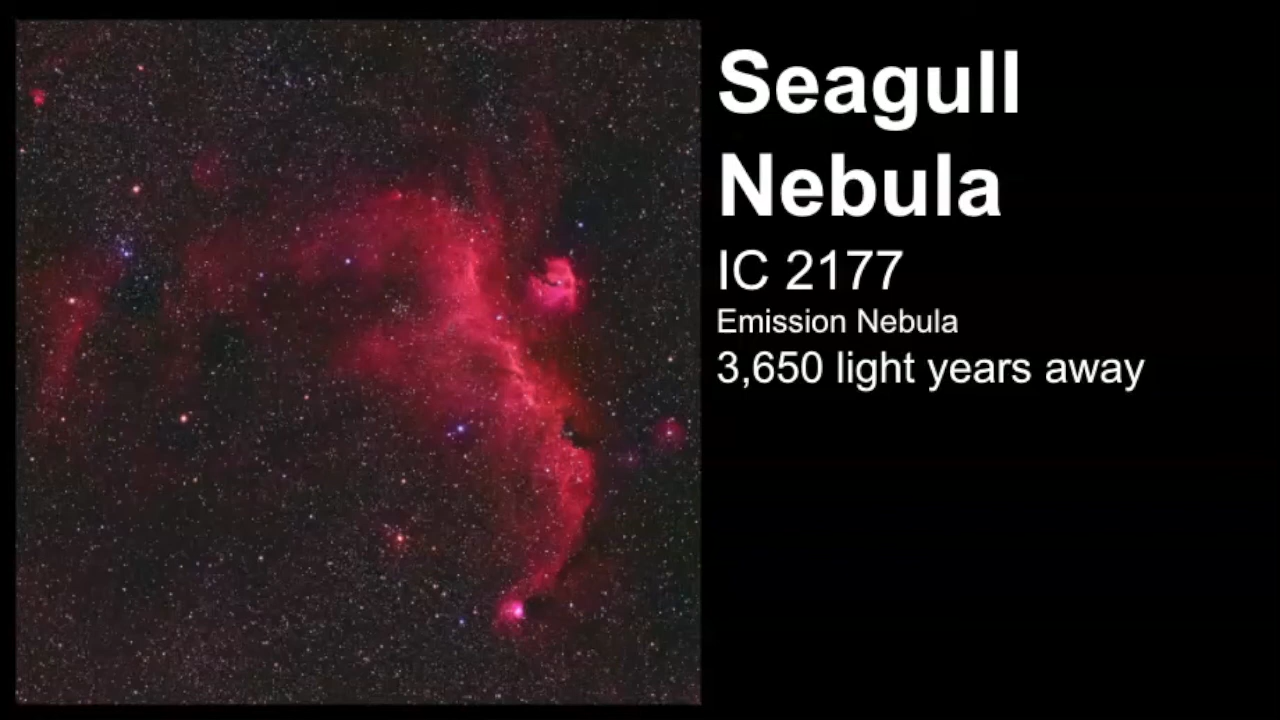 Seagull
Nebula
IC 2177
Emission Nebula
3,650 light years away